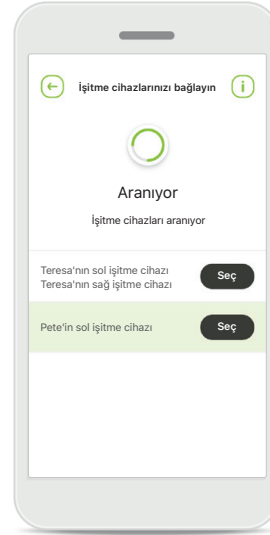 İşitme cihazlarınızı bağlayın
i
Aranıyor
İşitme cihazları aranıyor
Teresa'nın sol işitme cihazı
Teresa'nın sağ işitme cihazı
Seç
Pete'in sol işitme cihazı
Seç